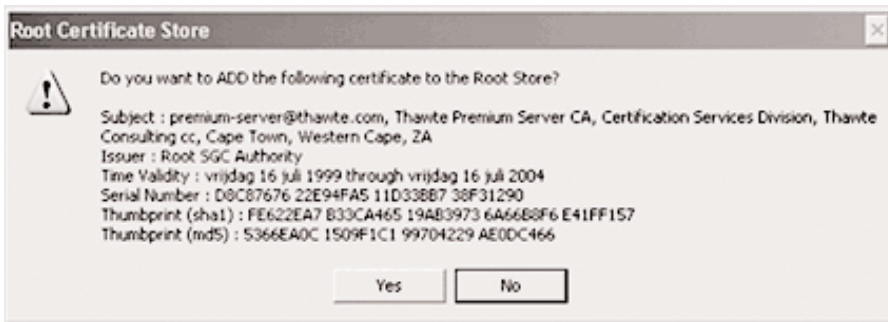 Root Certificate Store
Do you want to ADD the following certificate to the Root Store?
Subject : premium-server@thawte.com, Thawte Premium Server CA, Certification Services Division, Thawte
Consulting cc, Cape Town, Western Cape, ZA
Issuer : Root SGC Authority
Time Validity : vrijdag 16 juli 1999 through vrijdag 16 juli 2004
Serial Number : D8C87676 22E94FA5 11D33BB7 38F31290
Thumbprint (sha1) : FE622EA7 B33CA465 19AB3973 6A66B8F6 E41FF157
Thumbprint (md5) : 5366EA0C 1509F1C1 99704229 AE0DC466
Yes No